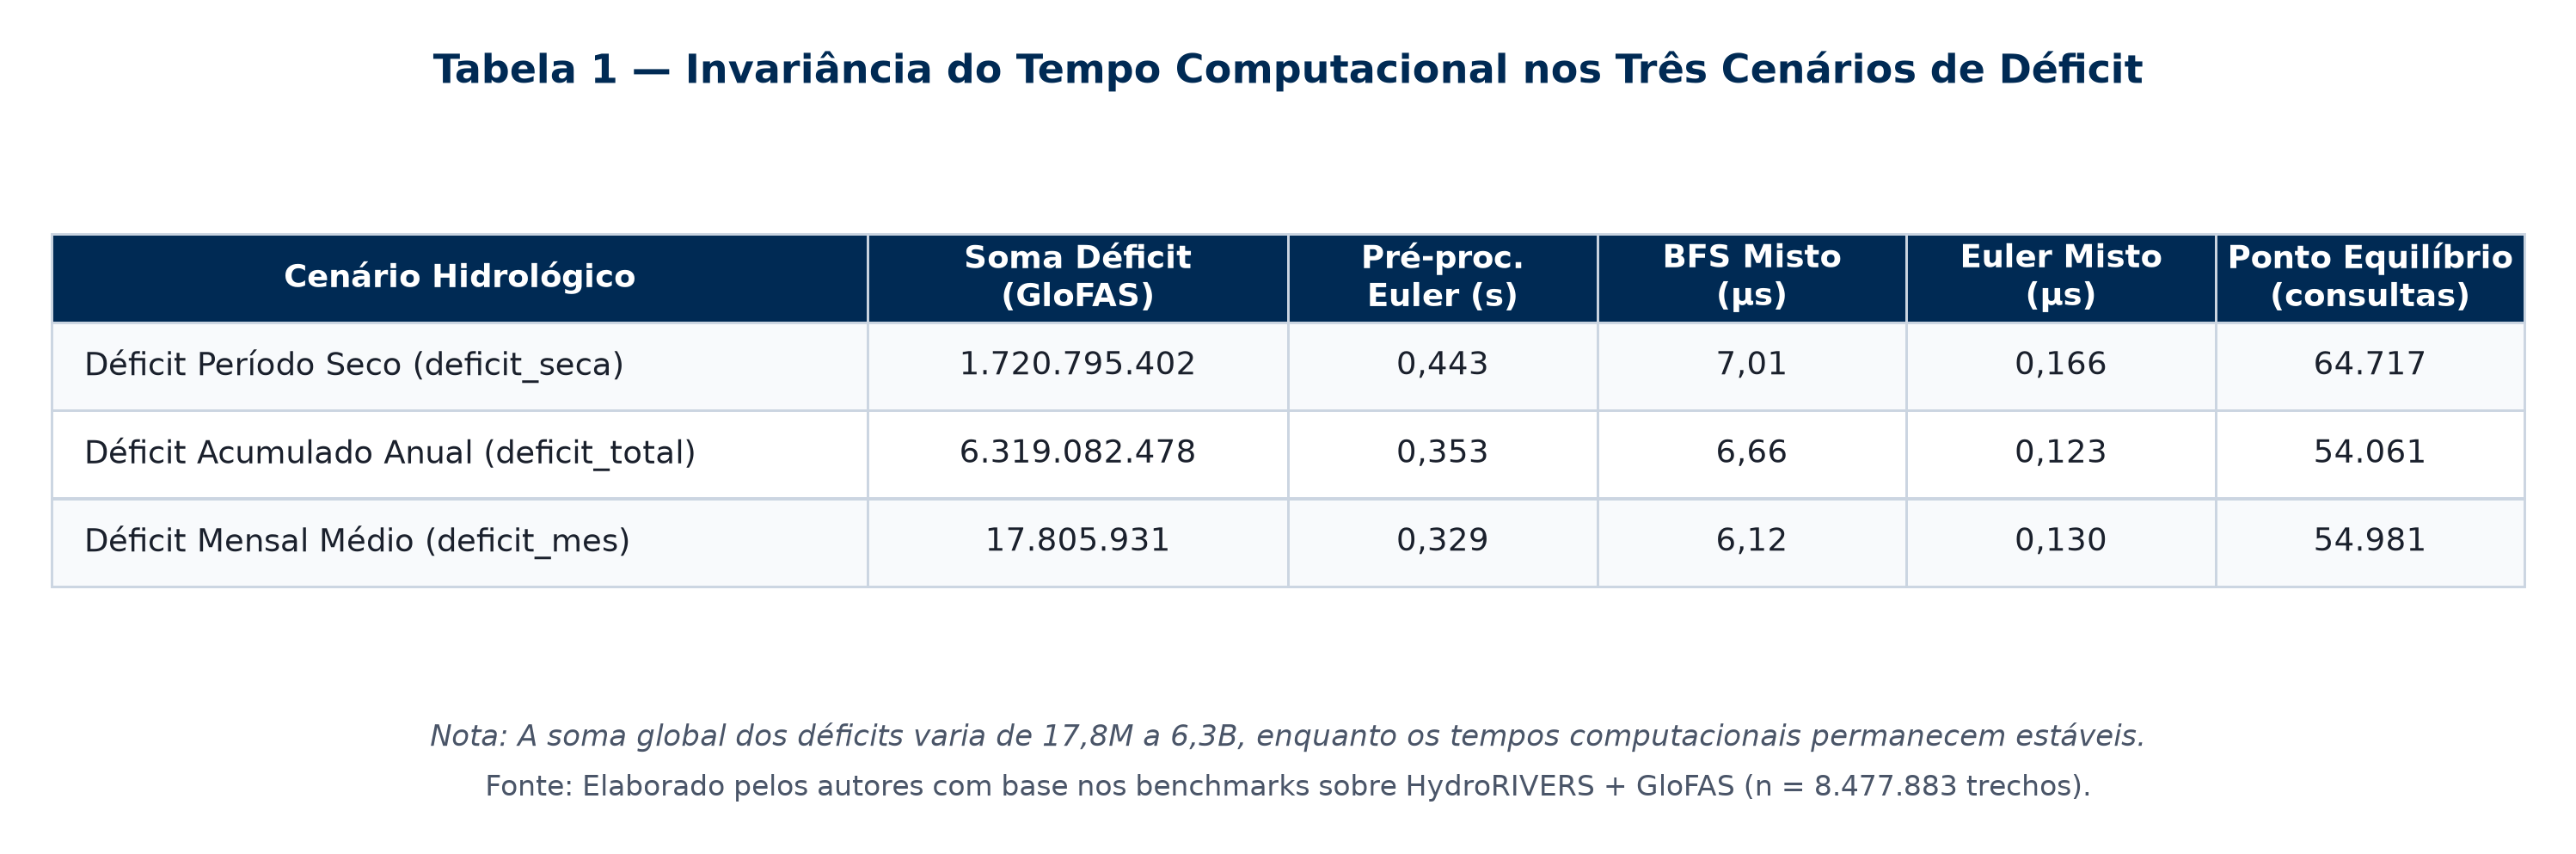 Tabela 1 — Invariância do Tempo Computacional nos Três Cenários de Déficit
Cenário Hidrológico
Soma Déficit
(GloFAS)
Pré-proc.
Euler (s)
BFS Misto
(μs)
Euler Misto
(μs)
Ponto Equilíbrio
(consultas)
Déficit Período Seco (deficit_seca) 1.720.795.402 0,443 7,01 0,166 64.717
Déficit Acumulado Anual (deficit_total) 6.319.082.478 0,353 6,66 0,123 54.061
Déficit Mensal Médio (deficit_mes) 17.805.931 0,329 6,12 0,130 54.981
Nota: A soma global dos déficits varia de 17,8M a 6,3B, enquanto os tempos computacionais permanecem estáveis.
Fonte: Elaborado pelos autores com base nos benchmarks sobre HydroRIVERS + GloFAS (n = 8.477.883 trechos).